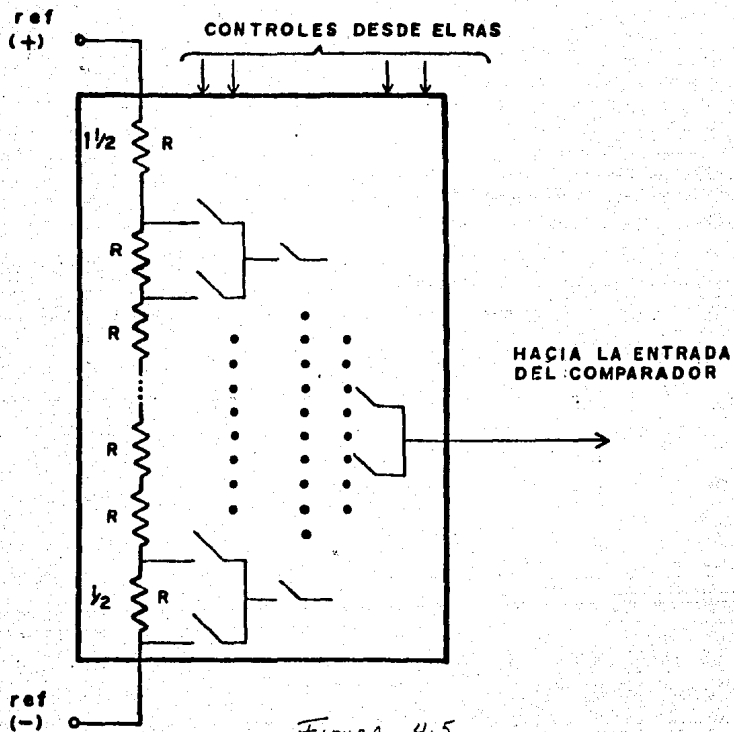 ref
(+)
CONTROLES DESDE EL RAS
1½ R
R
R
R
R
½ R
HACIA LA ENTRADA
DEL COMPARADOR
ref
(-)
Figura 4.5